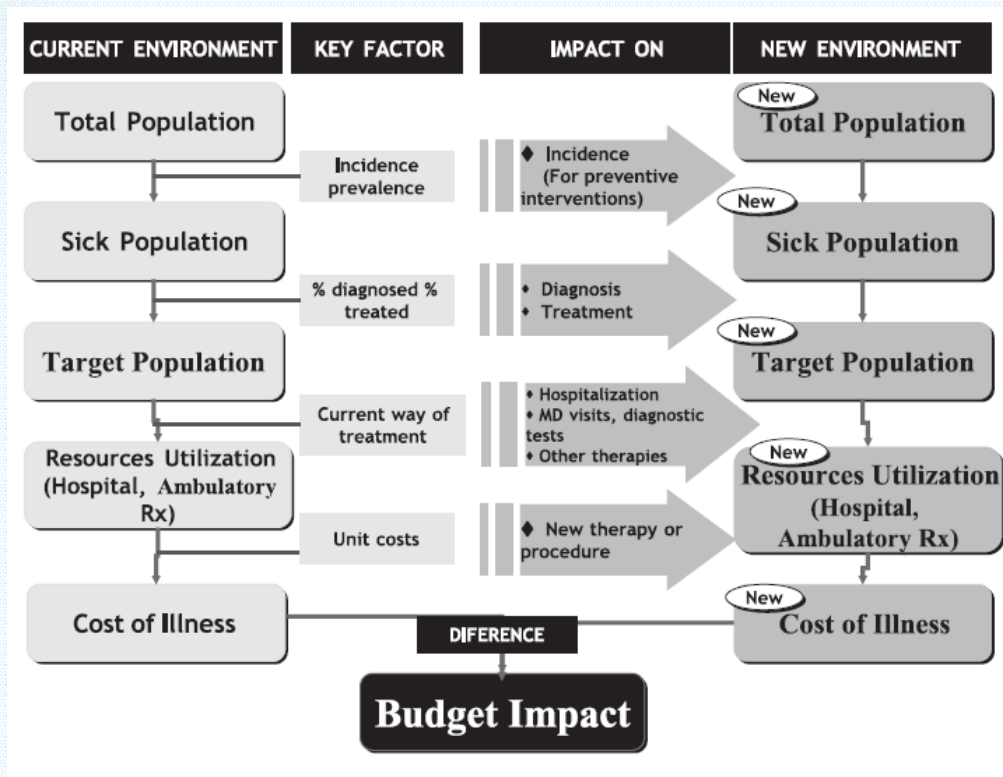 CURRENT ENVIRONMENT
KEY FACTOR
IMPACT ON
NEW ENVIRONMENT
Total Population
New
Total Population
Incidence
prevalence
♦ Incidence
(For preventive
interventions)
Sick Population
New
Sick Population
% diagnosed %
treated
♦ Diagnosis
♦ Treatment
Target Population
New
Target Population
Current way of
treatment
♦ Hospitalization
♦ MD visits, diagnostic
tests
♦ Other therapies
Resources Utilization
(Hospital, Ambulatory
Rx)
New
Resources Utilization
(Hospital,
Ambulatory Rx)
Unit costs
♦ New therapy or
procedure
Cost of Illness
New
Cost of Illness
DIFERENCE
Budget Impact